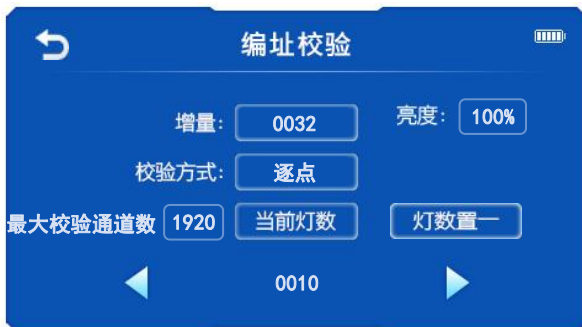 编址校验
增量: 0032 亮度: 100%
校验方式: 逐点
最大校验通道数 1920 当前灯数 灯数置一
0010